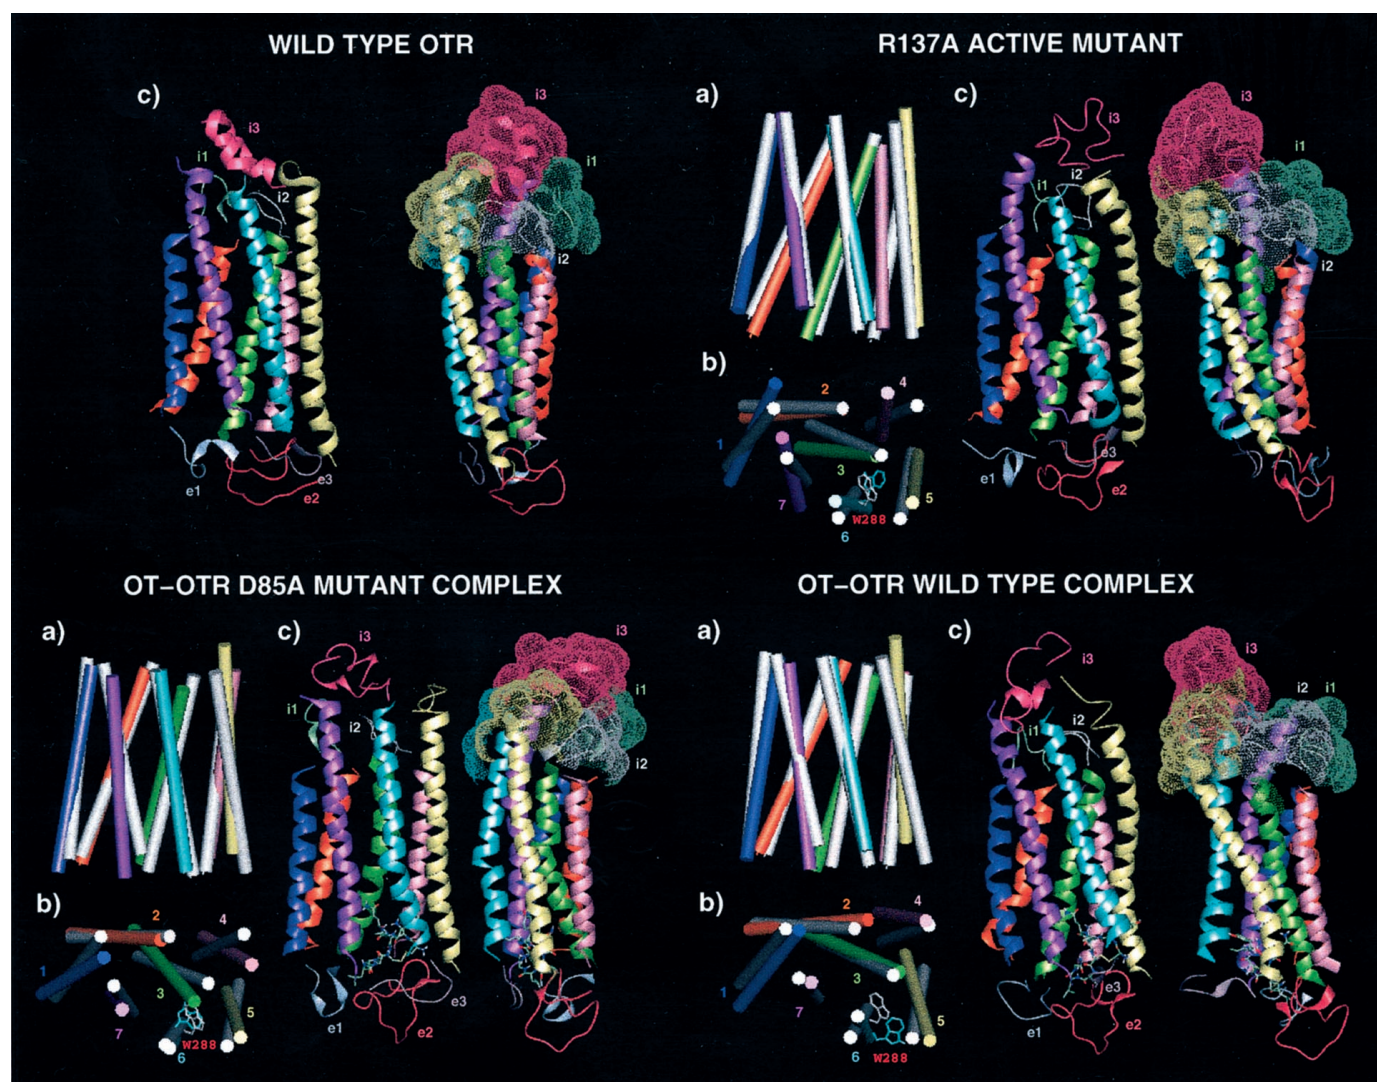 WILD TYPE OTR
c)
i3
i1
i2
e1
e3
e2
i3
i1
i2
R137A ACTIVE MUTANT
a)
b)
2
4
1
3
7
5
W288
6
c)
i3
i1
i2
e1
e3
e2
i3
i1
i2
OT–OTR D85A MUTANT COMPLEX
a)
b)
2
4
1
3
5
7
W288
6
c)
i3
i1
i2
e1
e3
e2
i3
i1
i2
OT–OTR WILD TYPE COMPLEX
a)
b)
2
4
1
3
7
5
6
W288
c)
i3
i1
i2
e3
e1
e2
i3
i2
i1